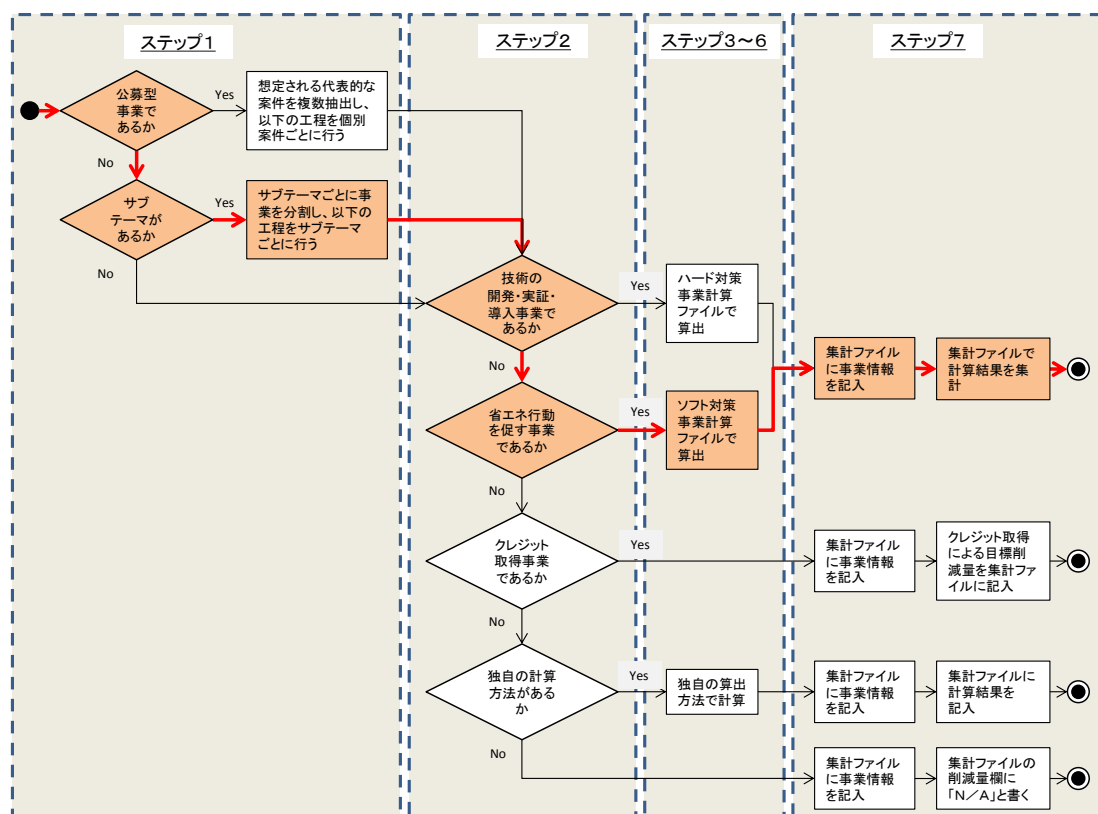 ステップ1
ステップ2
ステップ3~6
ステップ7
公募型
事業で
あるか
Yes
想定される代表的な
案件を複数抽出し、
以下の工程を個別
案件ごとに行う
No
サブ
テーマが
あるか
Yes
サブテーマごとに事
業を分割し、以下の
工程をサブテーマ
ごとに行う
No
技術の
開発・実証・
導入事業で
あるか
Yes
ハード対策
事業計算
ファイルで
算出
No
省エネ行動
を促す事業
であるか
Yes
ソフト対策
事業計算
ファイルで
算出
集計ファイル
に事業情報
を記入
集計ファイルで
計算結果を集
計
No
クレジット
取得事業
であるか
Yes
集計ファイル
に事業情報
を記入
クレジット取得
による目標削
減量を集計ファ
イルに記入
No
独自の計算
方法がある
か
Yes
独自の算出
方法で計算
集計ファイル
に事業情報
を記入
集計ファイルに
計算結果を
記入
No
集計ファイル
に事業情報
を記入
集計ファイルの
削減量欄に
「N/A」と書く